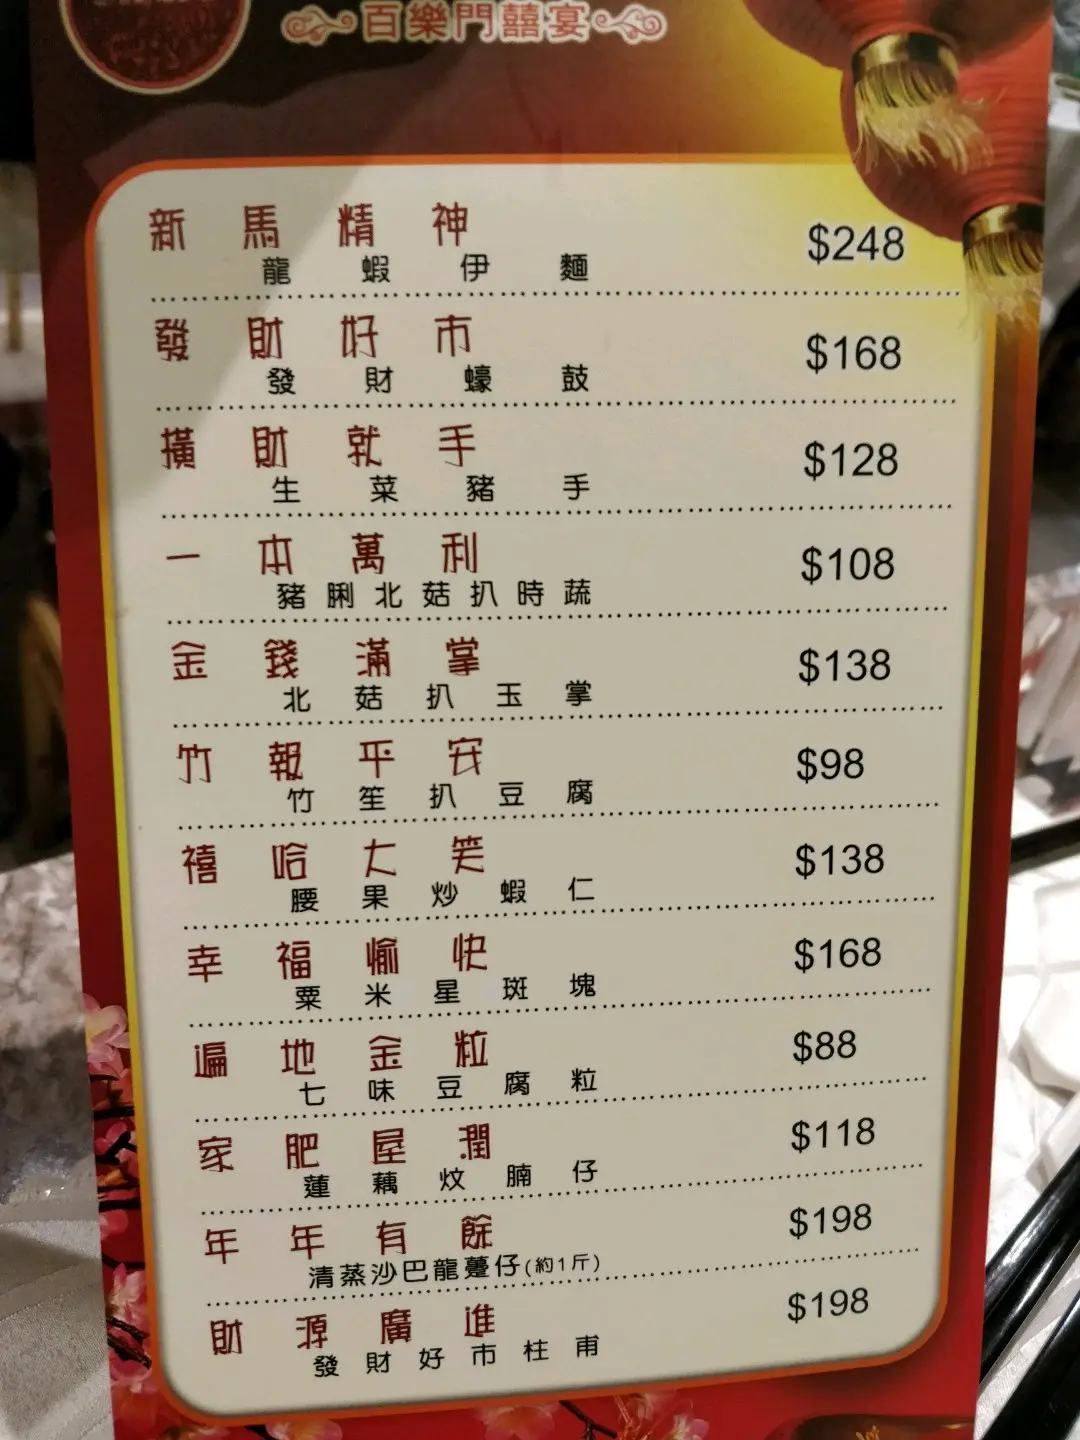 百樂門囍宴
新馬精神
龍蝦伊麵
$248
發財好市
發財蠔鼓
$168
橫財就手
生菜豬手
$128
一本萬利
豬脷北菇扒時蔬
$108
金錢滿掌
北菇扒玉掌
$138
竹報平安
竹笙扒豆腐
$98
禧哈大笑
腰果炒蝦仁
$138
幸福愉快
粟米星斑塊
$168
遍地金粒
七味豆腐粒
$88
家肥屋潤
蓮藕炆腩仔
$118
年年有餘
清蒸沙巴龍躉仔(約1斤)
$198
財源廣進
發財好市柱甫
$198